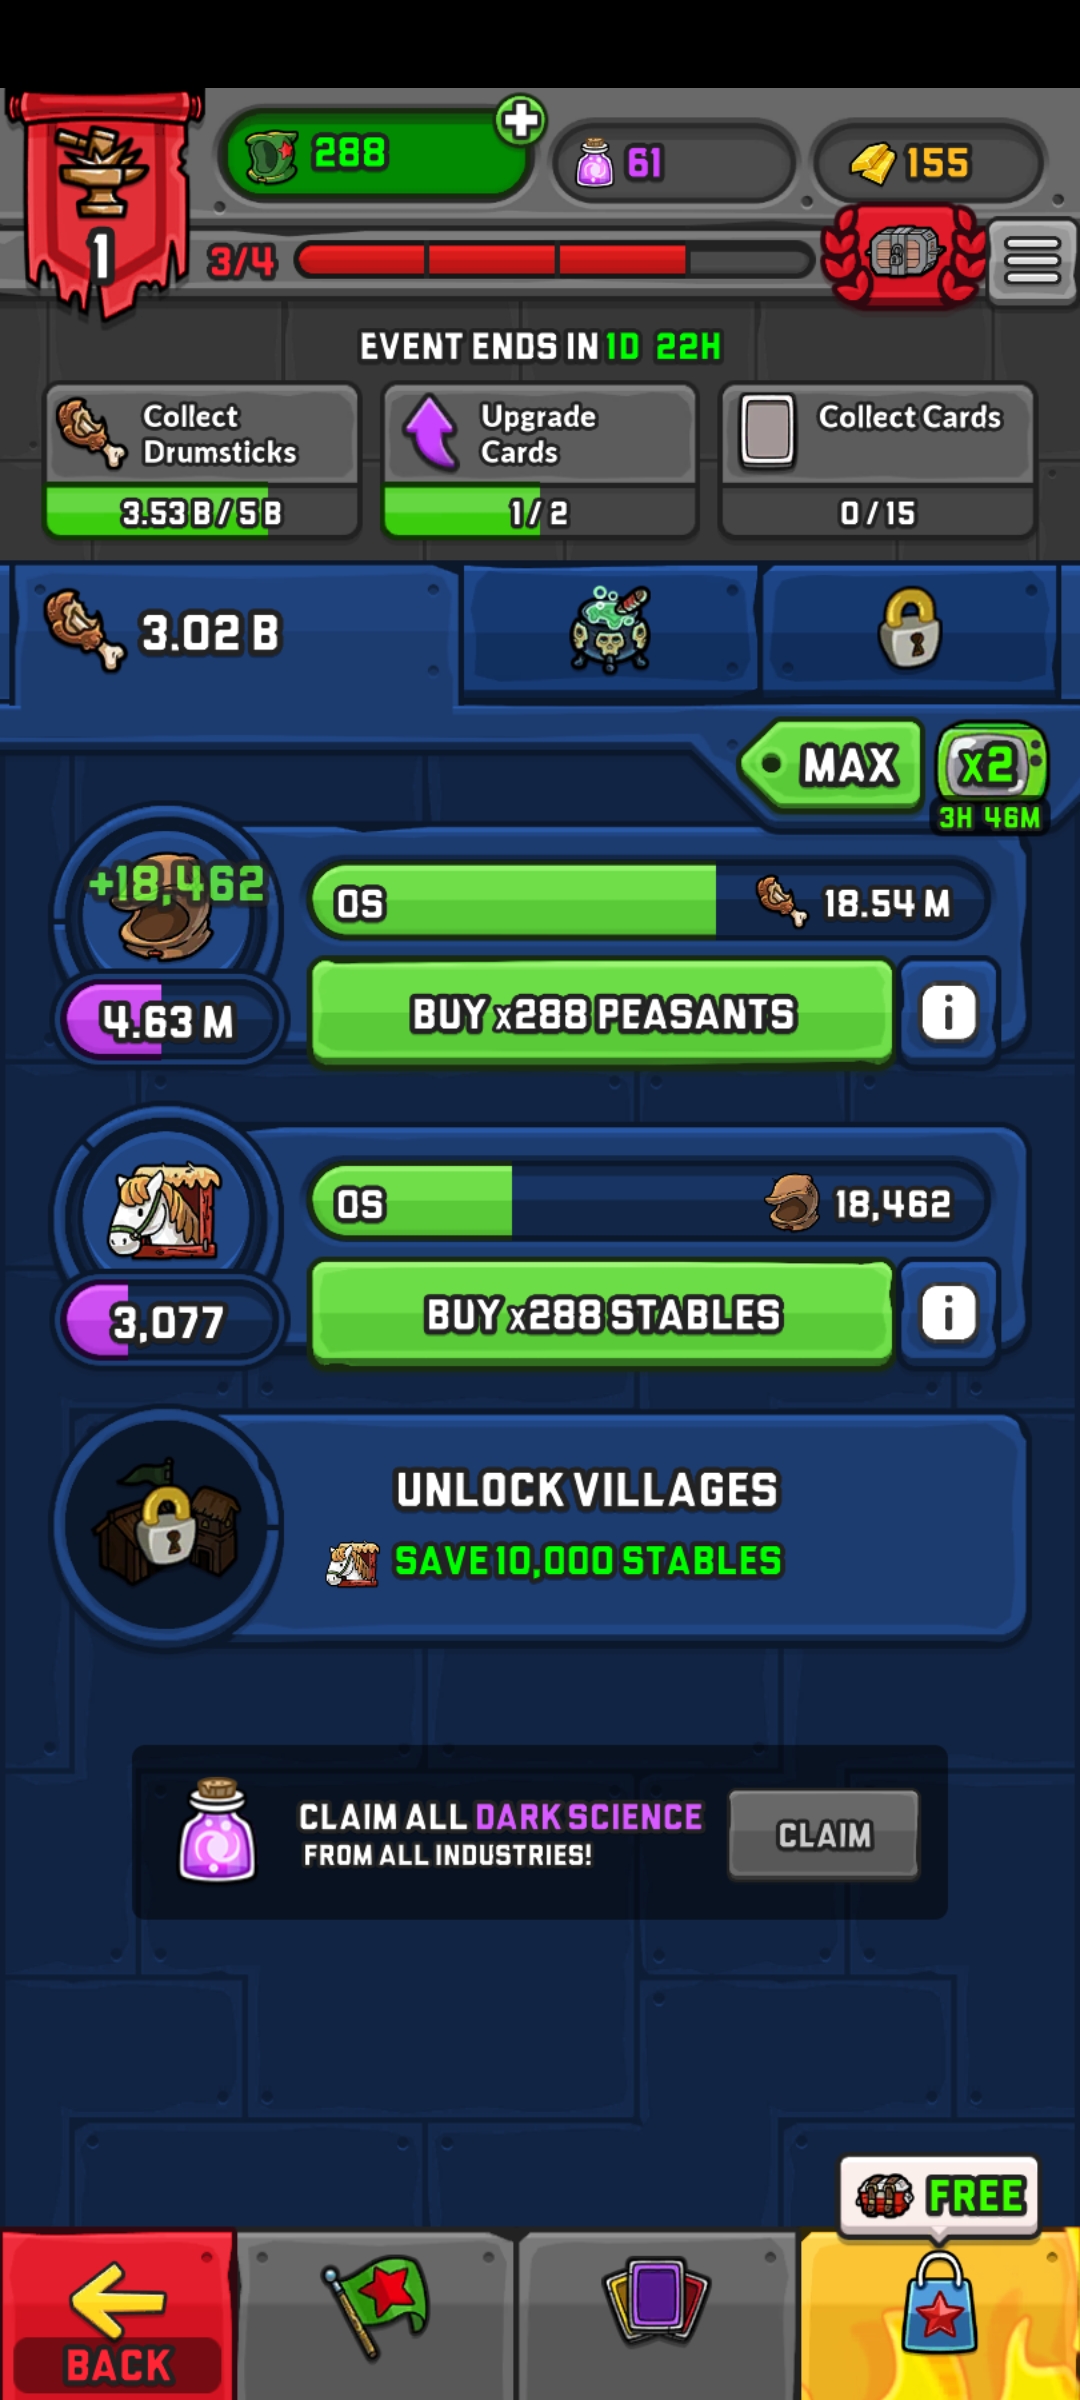 288
61
155
1
3/4
EVENT ENDS IN 1D 22H
Collect
Drumsticks
3.53 B / 5 B
Upgrade
Cards
1 / 2
Collect Cards
0 / 15
3.02 B
MAX
x2
3H 46M
+18,462
0S
18.54 M
4.63 M
BUY x288 PEASANTS
i
0S
18,462
3,077
BUY x288 STABLES
i
UNLOCK VILLAGES
SAVE 10,000 STABLES
CLAIM ALL DARK SCIENCE
FROM ALL INDUSTRIES!
CLAIM
FREE
BACK